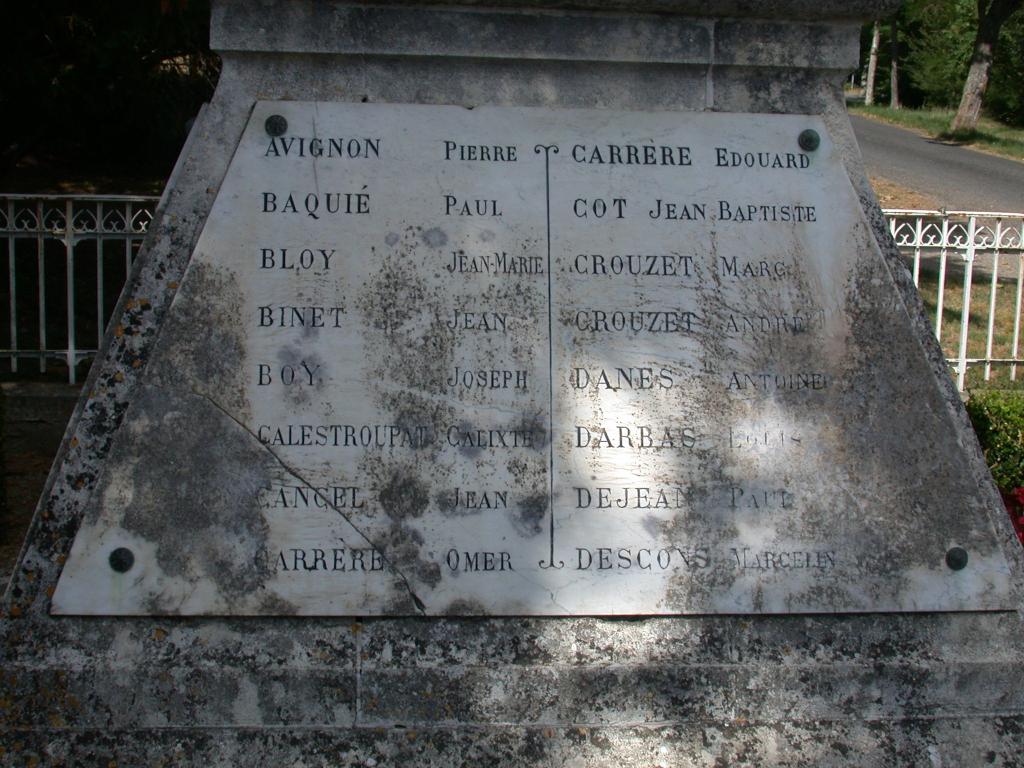 AVIGNON PIERRE
BAQUIÉ PAUL
BLOY JEAN-MARIE
BINET JEAN
BOY JOSEPH
CALESTROUPAT CALIXTE
CANCEL JEAN
CARRÈRE OMER
CARRÈRE EDOUARD
COT JEAN BAPTISTE
CROUZET MARC
CROUZET ANDRÉ
DANES ANTOINE
DARBAS LOUIS
DEJEAN PAUL
DESCONS MARCELIN